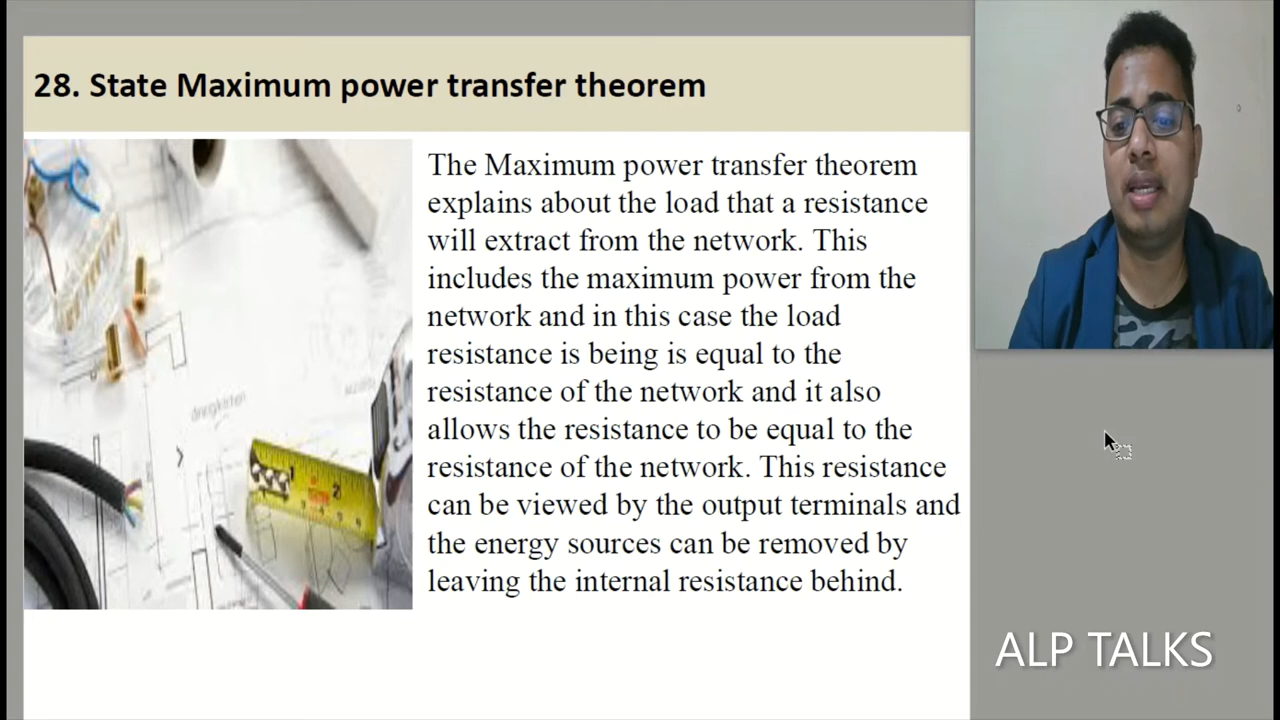 28. State Maximum power transfer theorem
The Maximum power transfer theorem
explains about the load that a resistance
will extract from the network. This
includes the maximum power from the
network and in this case the load
resistance is being is equal to the
resistance of the network and it also
allows the resistance to be equal to the
resistance of the network. This resistance
can be viewed by the output terminals and
the energy sources can be removed by
leaving the internal resistance behind.
dining/kitchen
1
2
ALP TALKS